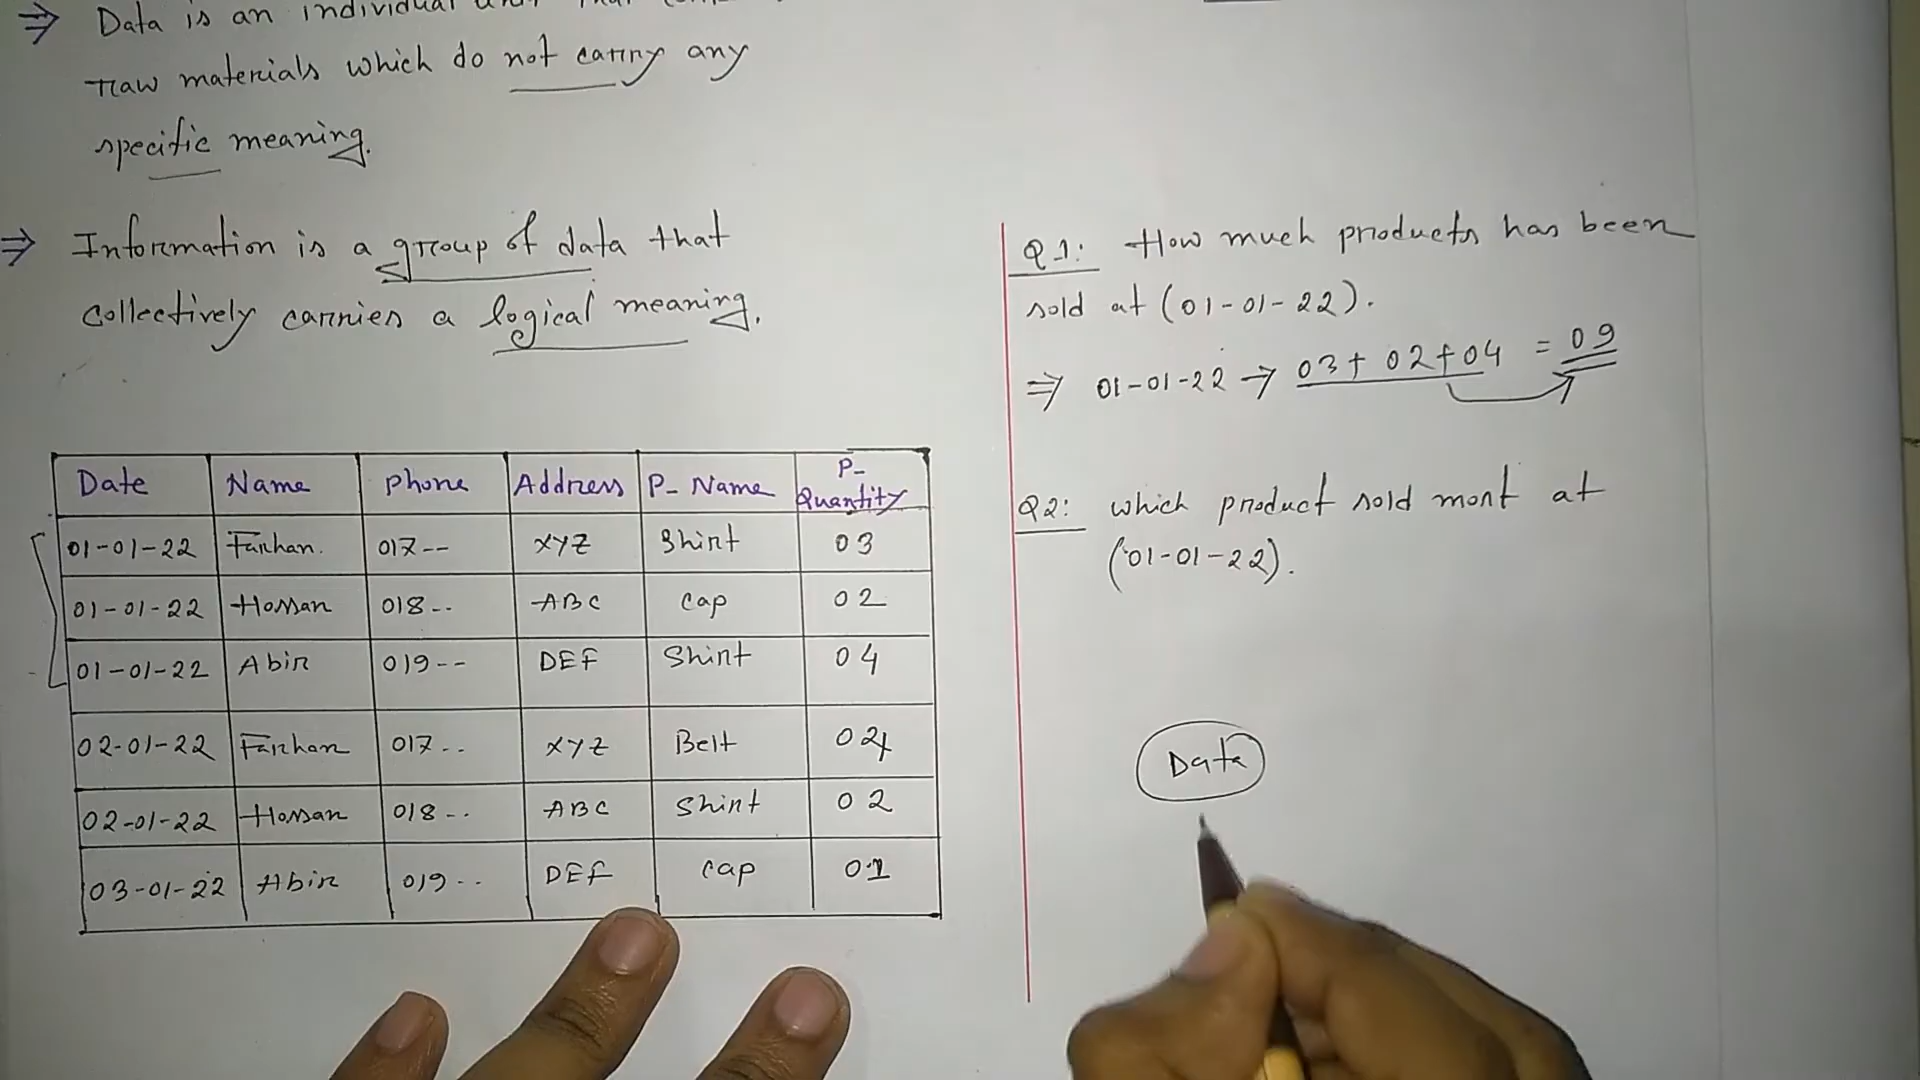 ⇒ Data is an individual unit that
raw materials which do not carry any
specific meaning.
⇒ Information is a group of data that
collectively carries a logical meaning.
Date Name Phone Address P- Name P- Quantity
01-01-22 Farhan. 017-- XYZ Shirt 03
01-01-22 Hossan 018-- ABC Cap 02
01-01-22 Abir 019-- DEF Shirt 04
02-01-22 Farhan 017-- XYZ Belt
02-01-22 Hossan 018-- ABC Shirt 02
03-01-22 Abir 019-- DEF Cap 01
Q1: How much products has been
sold at (01-01-22).
⇒ 01-01-22 → 03+02+04 = 09
Q2: which product sold most at
(01-01-22).
Data